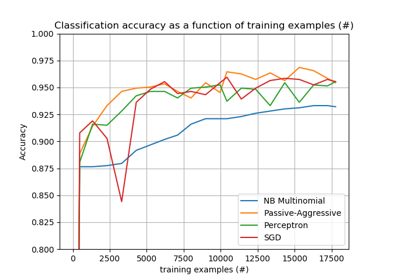 Classification accuracy as a function of training examples (#)
1.000
0.975
0.950
0.925
0.900
0.875
0.850
0.825
0.800
Accuracy
NB Multinomial
Passive-Aggressive
Perceptron
SGD
0 2500 5000 7500 10000 12500 15000 17500
training examples (#)